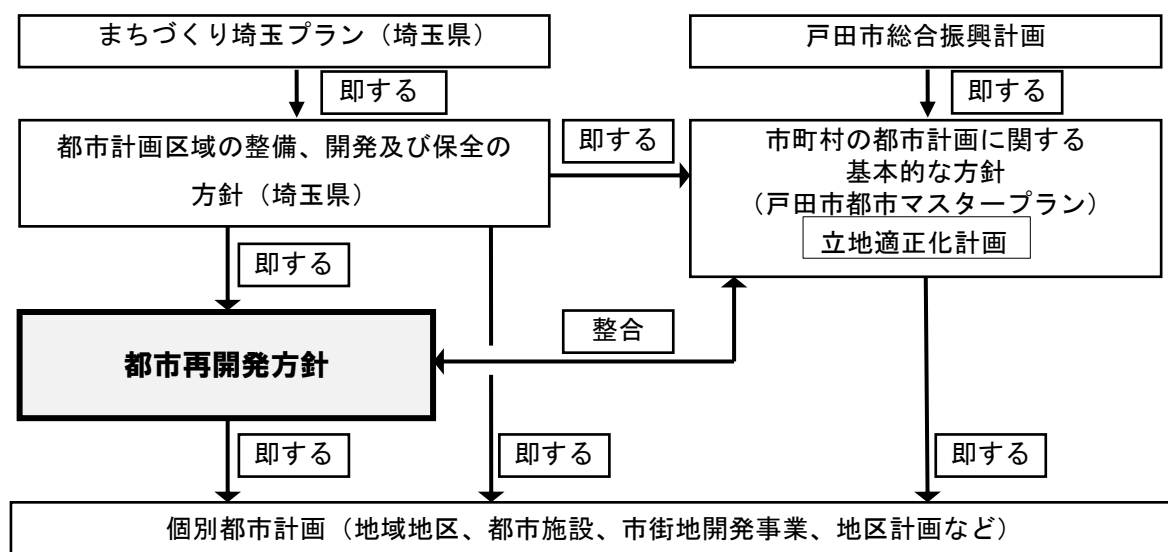 まちづくり埼玉プラン（埼玉県）
戸田市総合振興計画
即する
即する
都市計画区域の整備、開発及び保全の
方針（埼玉県）
即する
市町村の都市計画に関する
基本的な方針
（戸田市都市マスタープラン）
立地適正化計画
即する
整合
都市再開発方針
即する
即する
即する
個別都市計画（地域地区、都市施設、市街地開発事業、地区計画など）